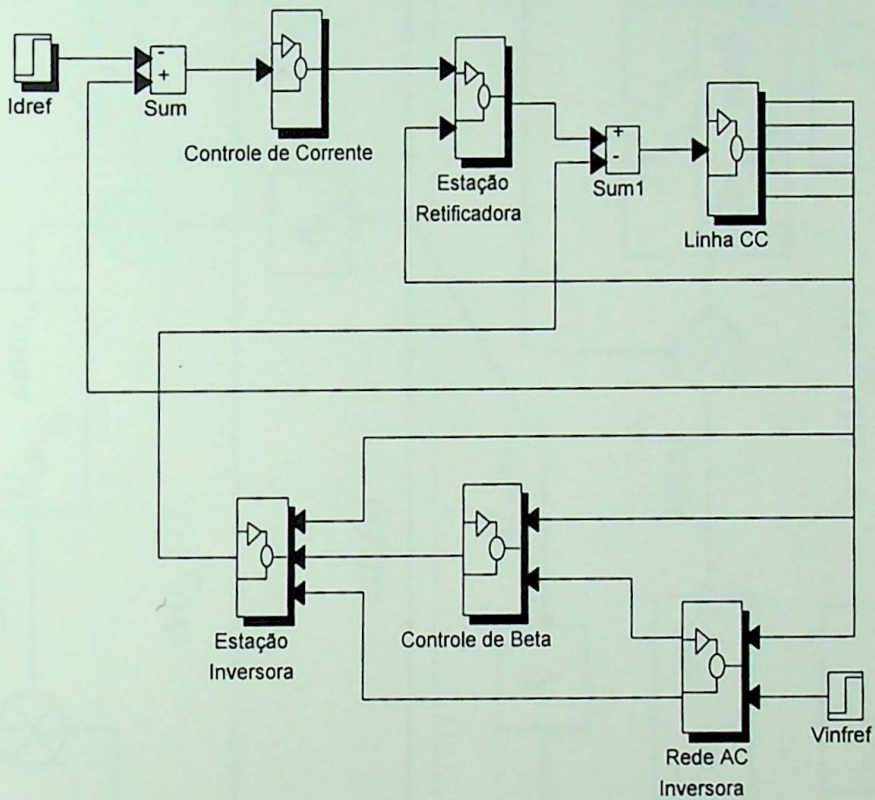 Idref
-
+
Sum
Controle de Corrente
Estação
Retificadora
+
-
Sum1
Linha CC
Estação
Inversora
Controle de Beta
Rede AC
Inversora
Vinfref